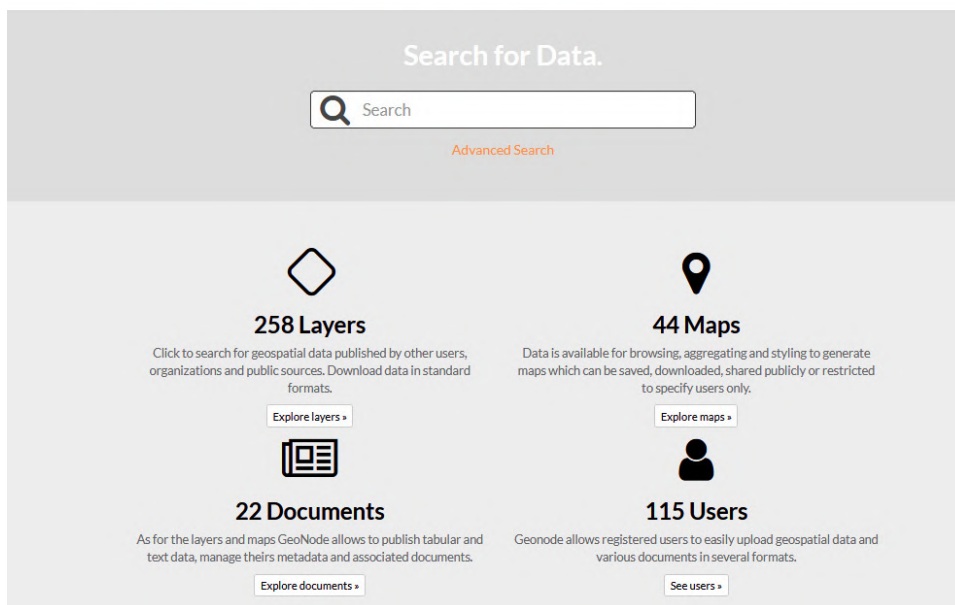 Search for Data.
Search
Advanced Search
258 Layers
Click to search for geospatial data published by other users,
organizations and public sources. Download data in standard
formats.
Explore layers »
44 Maps
Data is available for browsing, aggregating and styling to generate
maps which can be saved, downloaded, shared publicly or restricted
to specify users only.
Explore maps »
22 Documents
As for the layers and maps GeoNode allows to publish tabular and
text data, manage theirs metadata and associated documents.
Explore documents »
115 Users
Geonode allows registered users to easily upload geospatial data and
various documents in several formats.
See users »